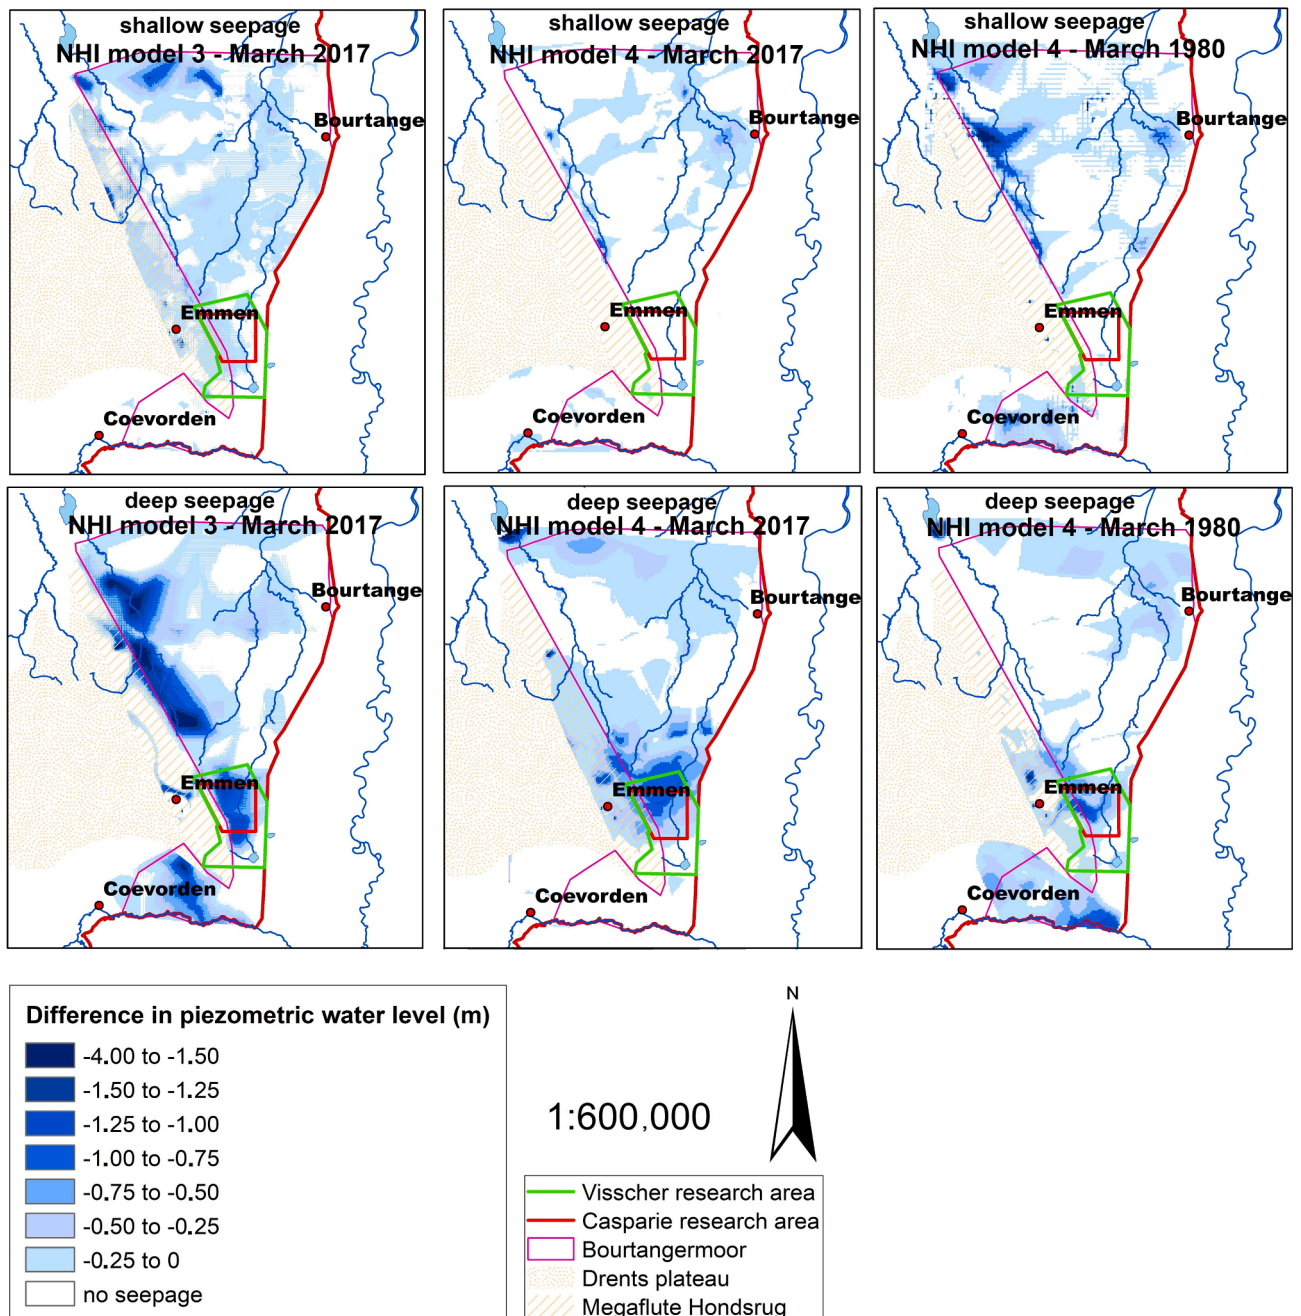 shallow seepage
NHI model 3 - March 2017
Bourtange
Emmen
Coevorden
shallow seepage
NHI model 4 - March 2017
Bourtange
Emmen
Coevorden
shallow seepage
NHI model 4 - March 1980
Bourtange
Emmen
Coevorden
deep seepage
NHI model 3 - March 2017
Bourtange
Emmen
Coevorden
deep seepage
NHI model 4 - March 2017
Bourtange
Emmen
Coevorden
deep seepage
NHI model 4 - March 1980
Bourtange
Emmen
Coevorden
Difference in piezometric water level (m)
-4.00 to -1.50
-1.50 to -1.25
-1.25 to -1.00
-1.00 to -0.75
-0.75 to -0.50
-0.50 to -0.25
-0.25 to 0
no seepage
N
1:600,000
Visscher research area
Casparie research area
Bourtangermoor
Drents plateau
Megaflute Hondsrug